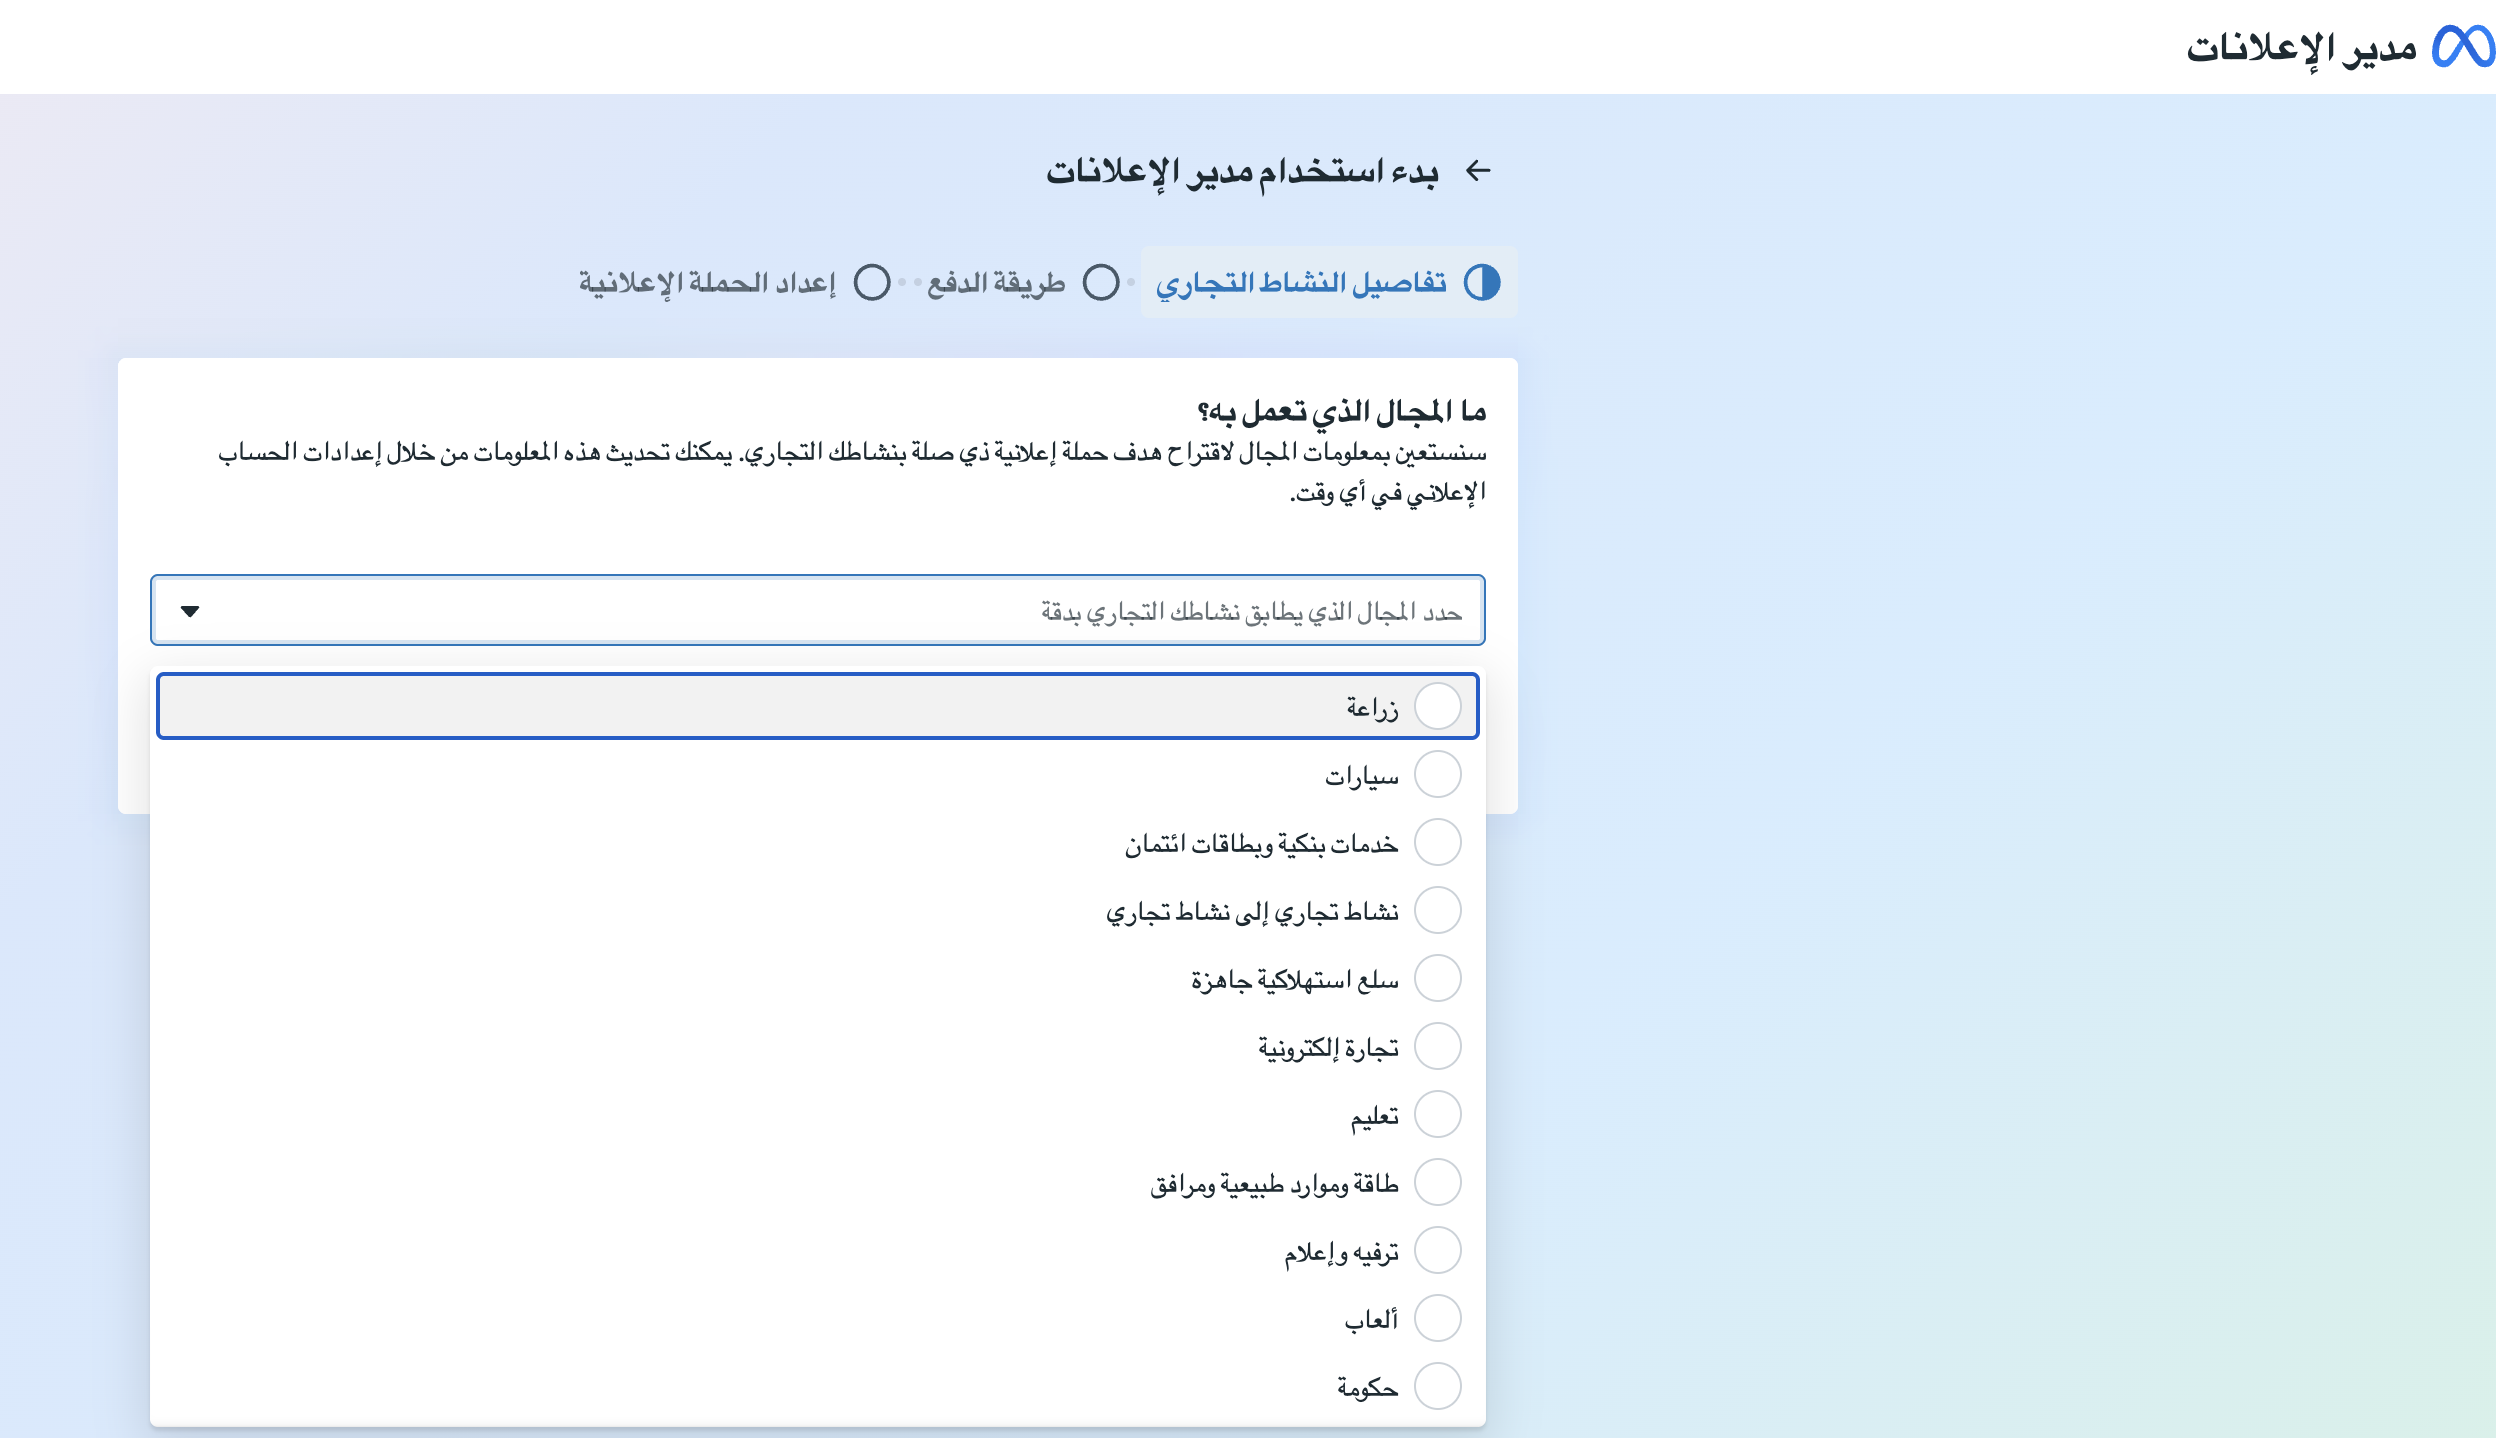 مدير الإعلانات
بدء استخدام مدير الإعلانات
تفاصيل النشاط التجاري
طريقة الدفع
إعداد الحملة الإعلانية
ما المجال الذي تعمل به؟
سنستعين بمعلومات المجال لاقتراح هدف حملة إعلانية ذي صلة بنشاطك التجاري. يمكنك تحديث هذه المعلومات من خلال إعدادات الحساب
الإعلاني في أي وقت.
حدد المجال الذي يطابق نشاطك التجاري بدقة
زراعة
سيارات
خدمات بنكية وبطاقات ائتمان
نشاط تجاري إلى نشاط تجاري
سلع استهلاكية جاهزة
تجارة إلكترونية
تعليم
طاقة وموارد طبيعية ومرافق
ترفيه وإعلام
ألعاب
حكومة